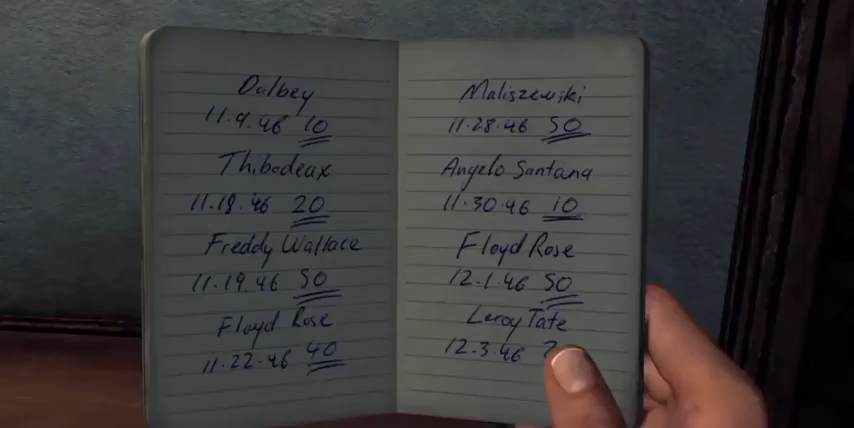 Dalbey
11.9.46 10
Thibodeaux
11.18.46 20
Freddy Wallace
11.19.46 50
Floyd Rose
11.22.46 40
Maliszewski
11.28.46 50
Angelo Santana
11.30.46 10
Floyd Rose
12.1.46 50
Leroy Tate
12.3.46